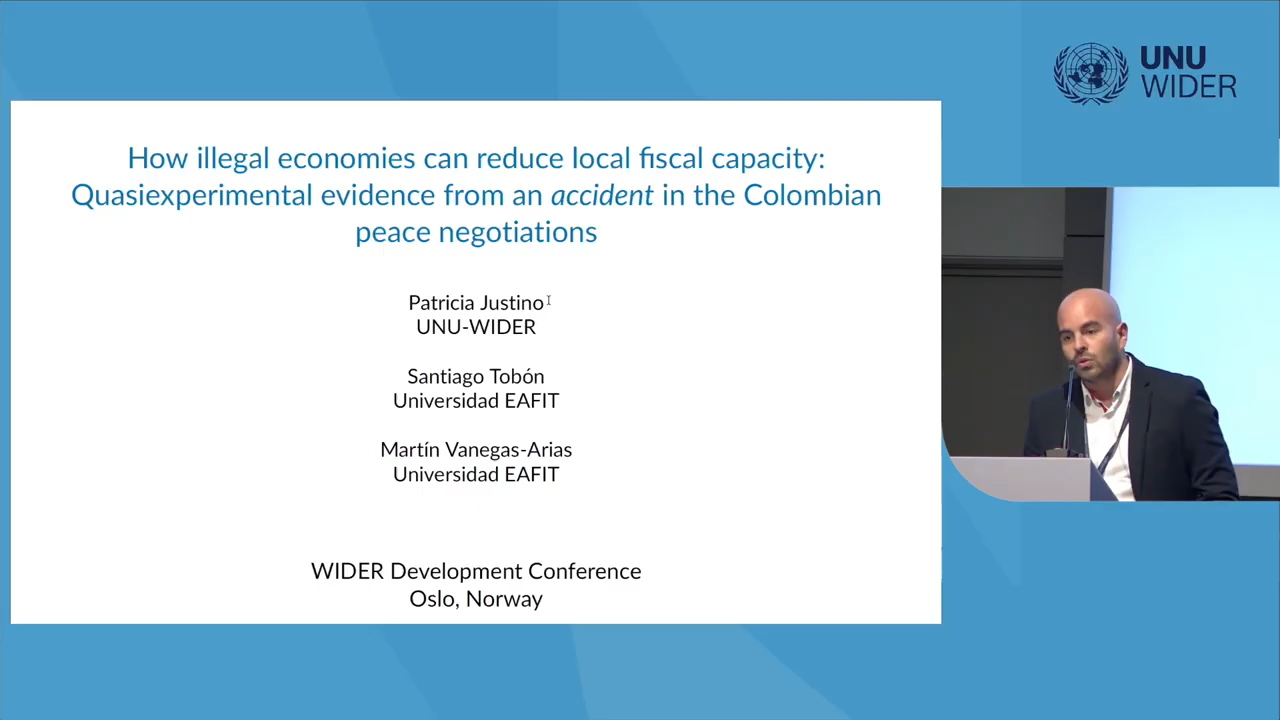 UNU
WIDER
How illegal economies can reduce local fiscal capacity:
Quasiexperimental evidence from an accident in the Colombian
peace negotiations
Patricia Justino
UNU-WIDER
Santiago Tobón
Universidad EAFIT
Martín Vanegas-Arias
Universidad EAFIT
WIDER Development Conference
Oslo, Norway